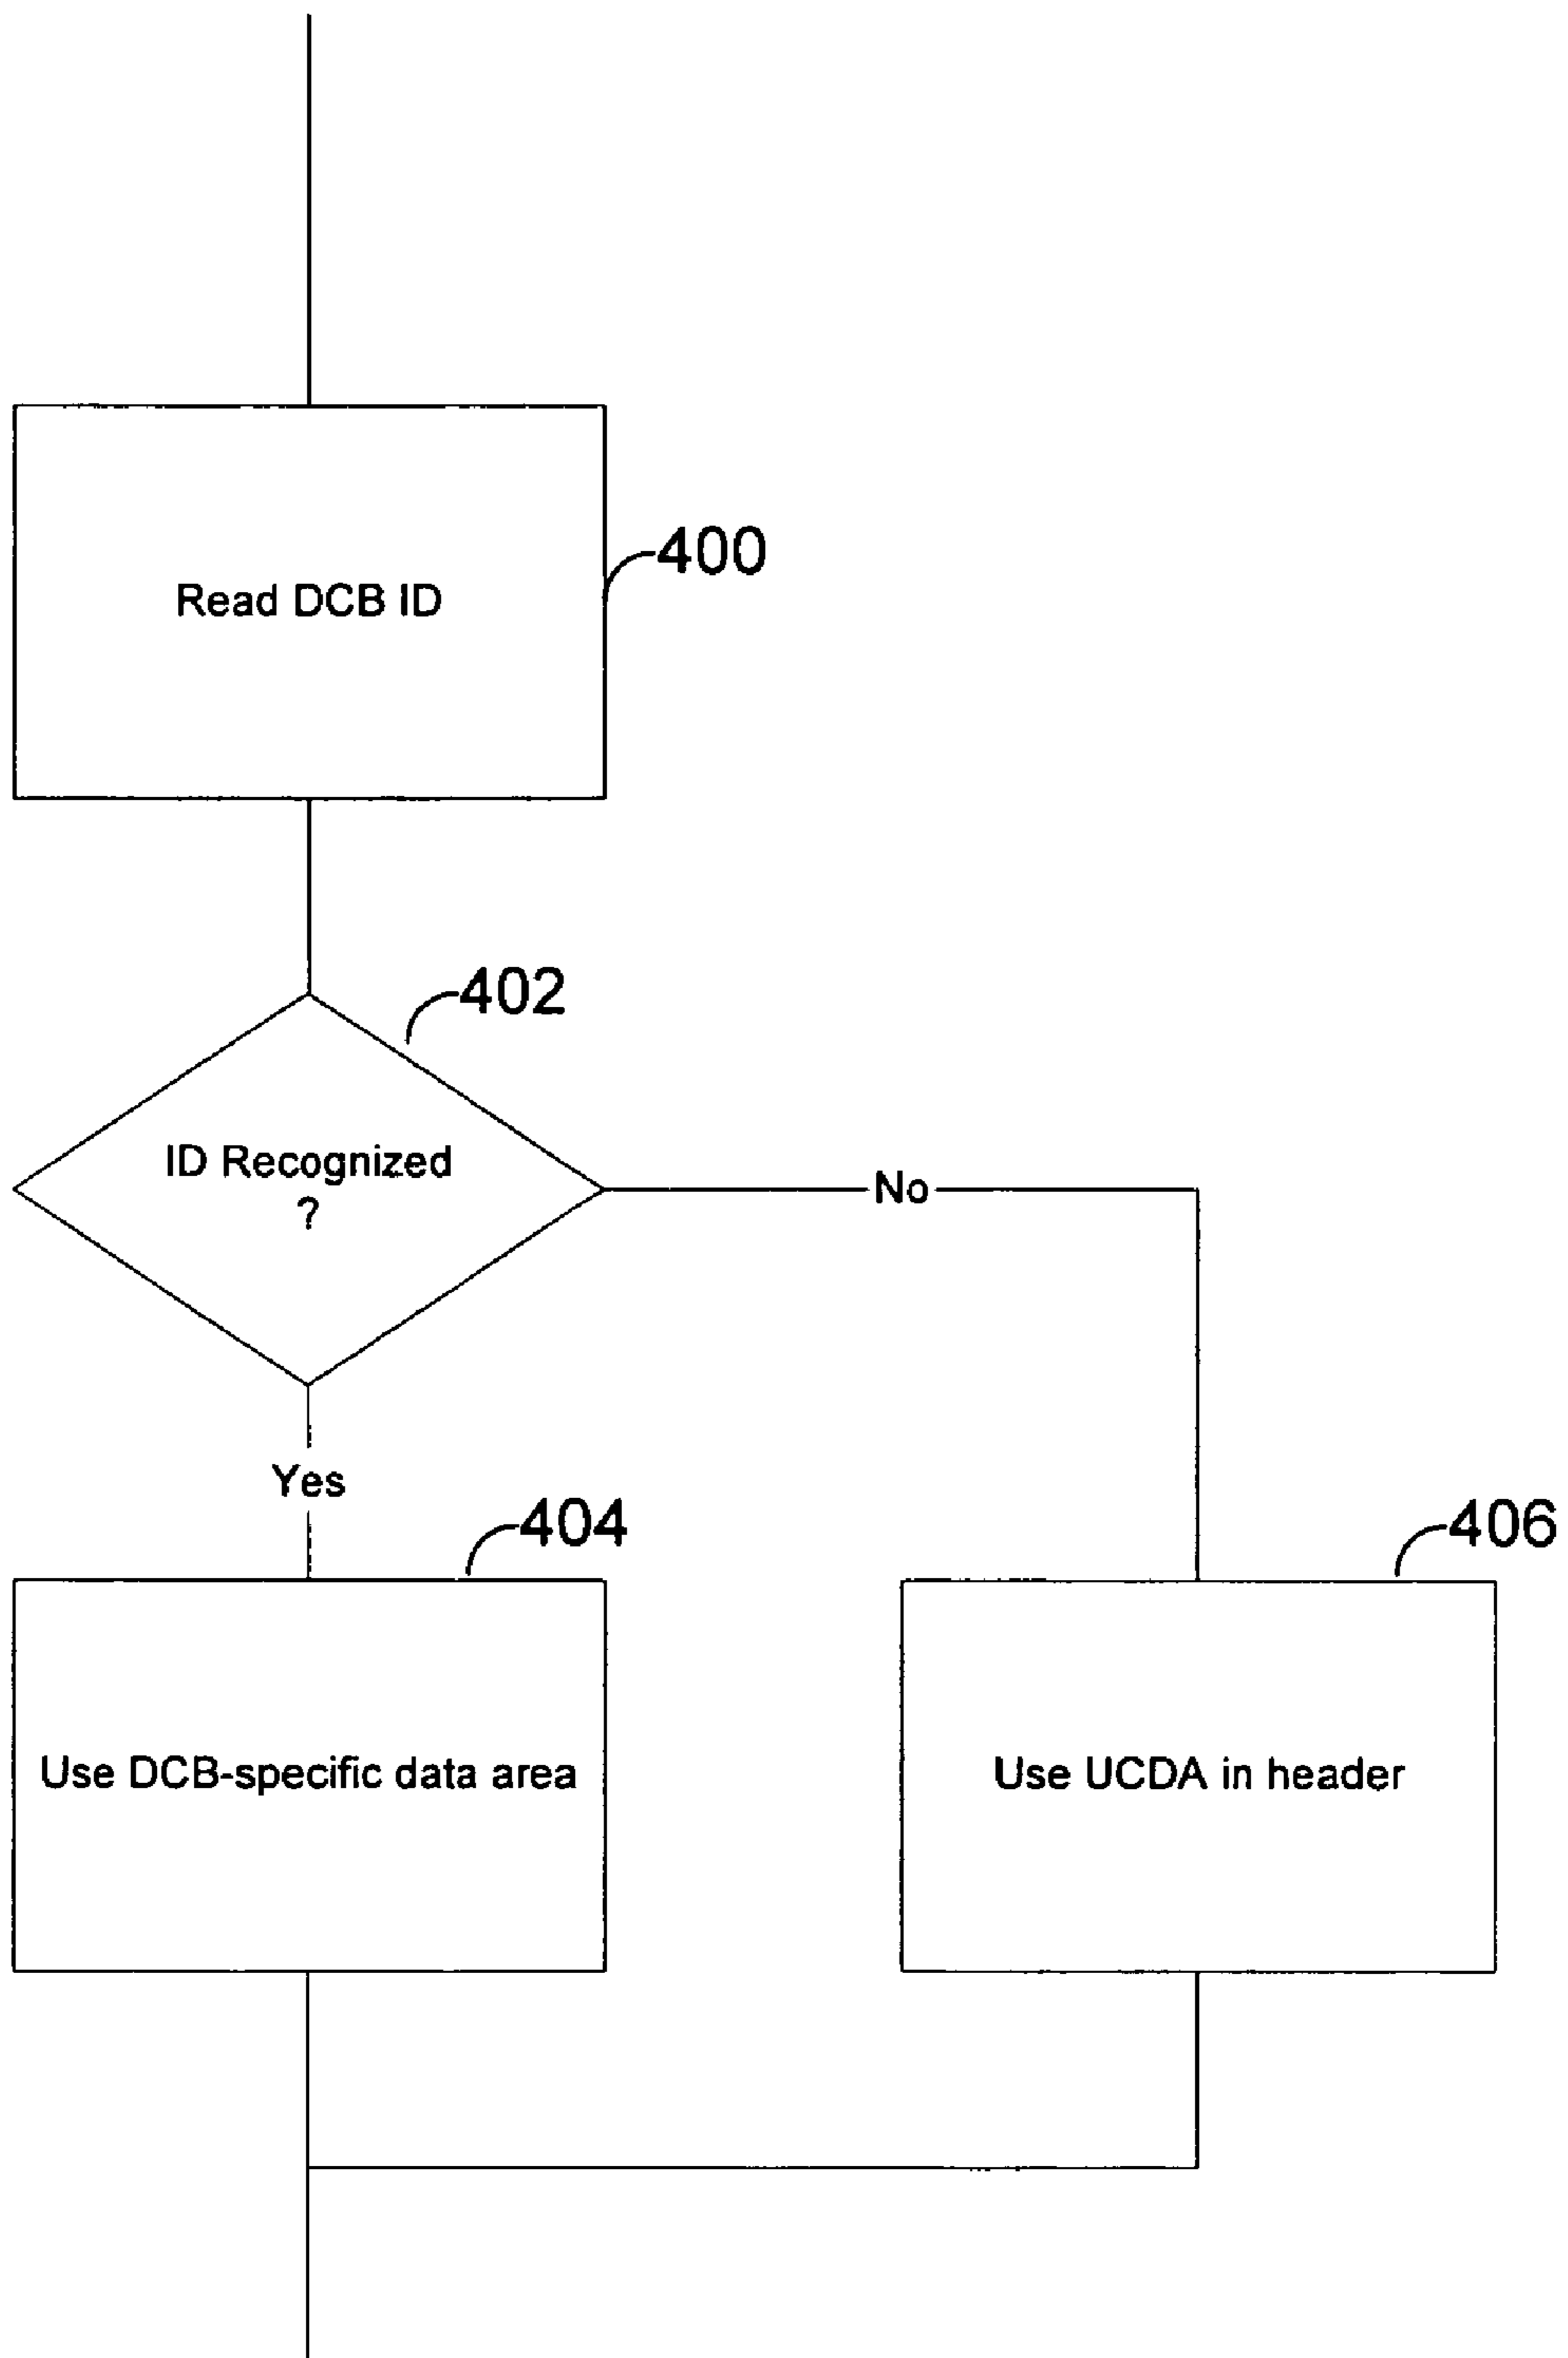 400
Read DCB ID
402
ID Recognized
?
No
Yes
404
406
Use DCB-specific data area
Use UCDA in header